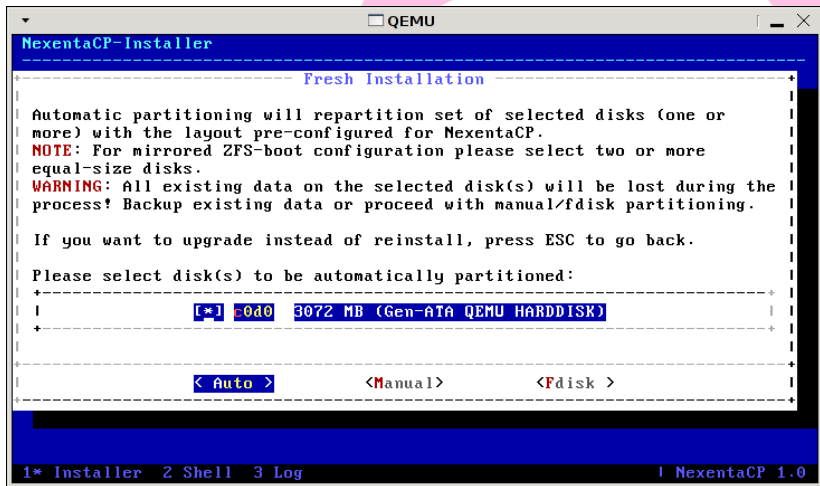 QEMU
NexentaCP-Installer
Fresh Installation
Automatic partitioning will repartition set of selected disks (one or
more) with the layout pre-configured for NexentaCP.
NOTE: For mirrored ZFS-boot configuration please select two or more
equal-size disks.
WARNING: All existing data on the selected disk(s) will be lost during the
process! Backup existing data or proceed with manual/fdisk partitioning.
If you want to upgrade instead of reinstall, press ESC to go back.
Please select disk(s) to be automatically partitioned:
[*] c0d0 3072 MB (Gen-ATA QEMU HARDDISK)
< Auto > <Manual> <Fdisk >
1* Installer 2 Shell 3 Log | NexentaCP 1.0